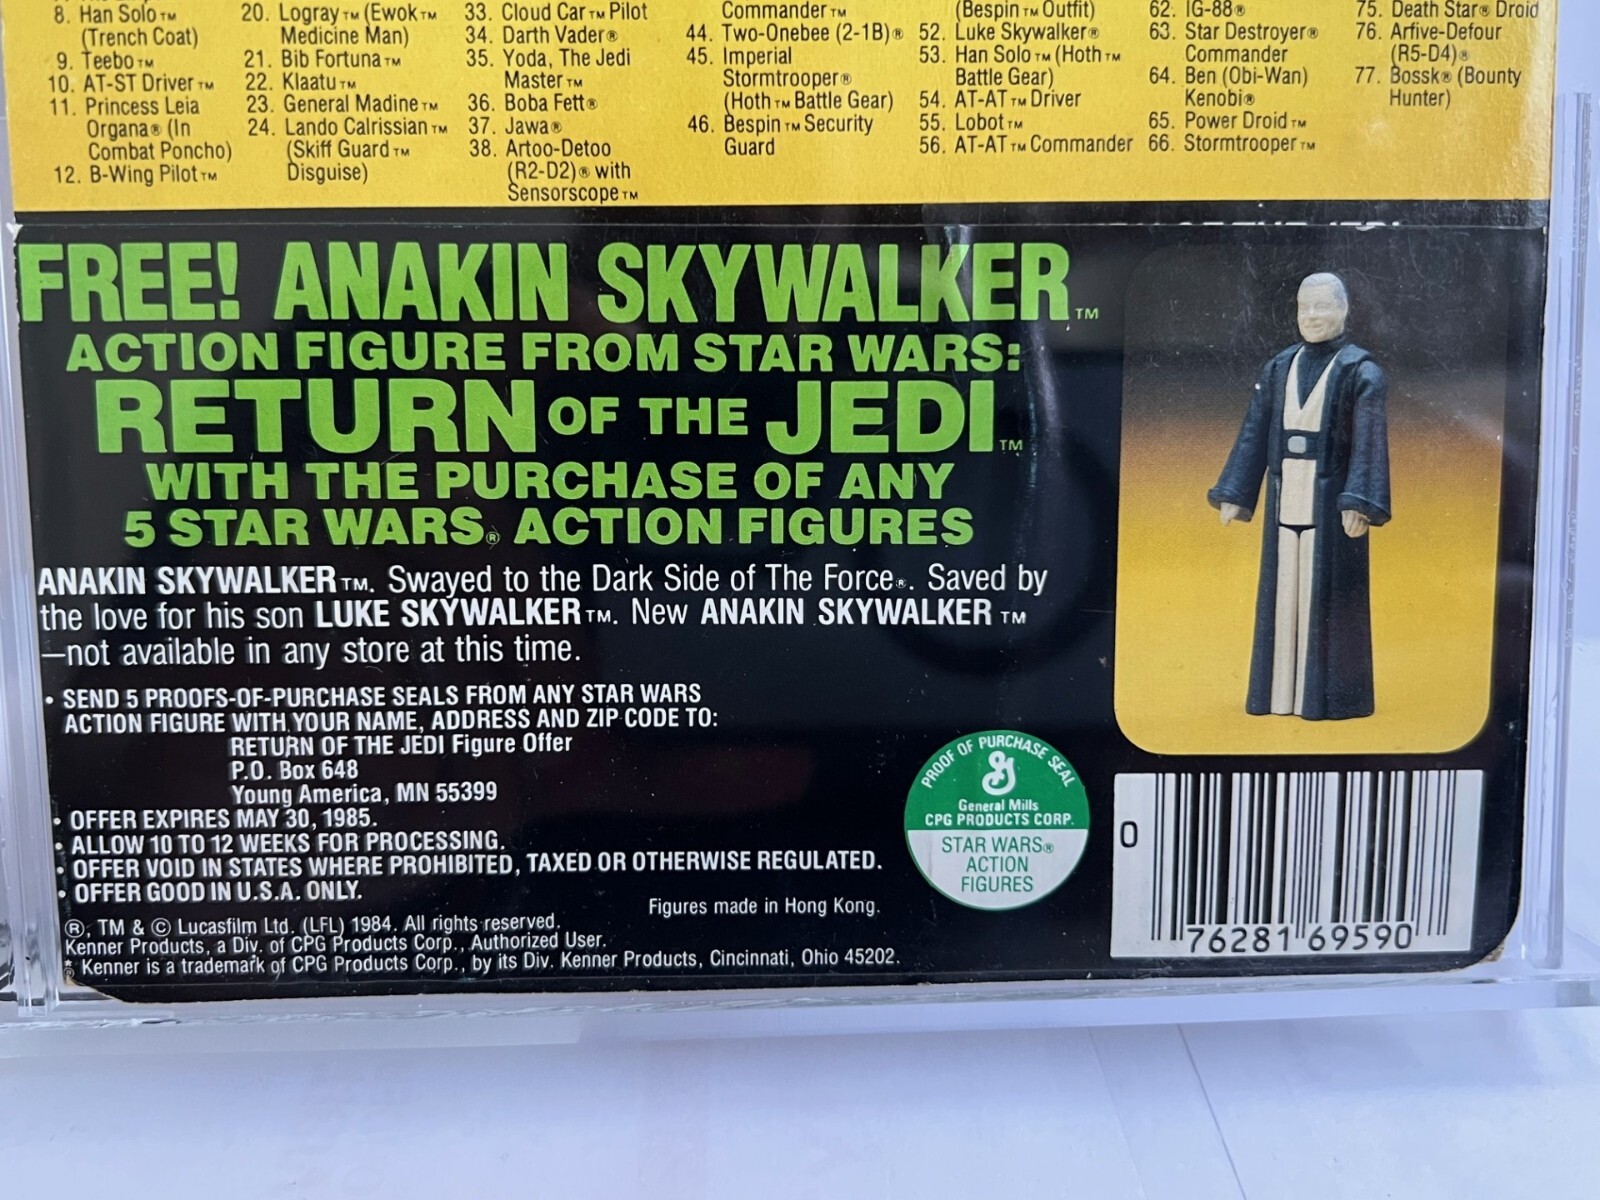 8. Han Solo™
(Trench Coat)
9. Teebo™
10. AT-ST Driver™
11. Princess Leia
Organa® (In
Combat Poncho)
12. B-Wing Pilot™
20. Logray™ (Ewok™
Medicine Man)
21. Bib Fortuna™
22. Klaatu™
23. General Madine™
24. Lando Calrissian™
(Skiff Guard™
Disguise)
33. Cloud Car™ Pilot
34. Darth Vader®
35. Yoda, The Jedi
Master™
36. Boba Fett®
37. Jawa®
38. Artoo-Detoo
(R2-D2)® with
Sensorscope™
Commander™
44. Two-Onebee (2-1B)®
45. Imperial
Stormtrooper®
(Hoth™ Battle Gear)
46. Bespin™ Security
Guard
(Bespin™ Outfit)
52. Luke Skywalker®
53. Han Solo™ (Hoth™
Battle Gear)
54. AT-AT™ Driver
55. Lobot™
56. AT-AT™ Commander
62. IG-88®
63. Star Destroyer®
Commander
64. Ben (Obi-Wan)
Kenobi®
65. Power Droid™
66. Stormtrooper™
75. Death Star® Droid
76. Arfive-Defour
(R5-D4)®
77. Bossk® (Bounty
Hunter)
FREE! ANAKIN SKYWALKER™
ACTION FIGURE FROM STAR WARS:
RETURN OF THE JEDI™
WITH THE PURCHASE OF ANY
5 STAR WARS® ACTION FIGURES
ANAKIN SKYWALKER™. Swayed to the Dark Side of The Force®. Saved by
the love for his son LUKE SKYWALKER™. New ANAKIN SKYWALKER™
—not available in any store at this time.
• SEND 5 PROOFS-OF-PURCHASE SEALS FROM ANY STAR WARS
ACTION FIGURE WITH YOUR NAME, ADDRESS AND ZIP CODE TO:
RETURN OF THE JEDI Figure Offer
P.O. Box 648
Young America, MN 55399
• OFFER EXPIRES MAY 30, 1985.
• ALLOW 10 TO 12 WEEKS FOR PROCESSING.
• OFFER VOID IN STATES WHERE PROHIBITED, TAXED OR OTHERWISE REGULATED.
• OFFER GOOD IN U.S.A. ONLY.
Figures made in Hong Kong.
®, TM & © Lucasfilm Ltd. (LFL) 1984. All rights reserved.
Kenner Products, a Div. of CPG Products Corp., Authorized User.
* Kenner is a trademark of CPG Products Corp., by its Div. Kenner Products, Cincinnati, Ohio 45202.
®
PROOF OF PURCHASE SEAL
G
General Mills
CPG PRODUCTS CORP.
STAR WARS®
ACTION
FIGURES
0 76281 69590